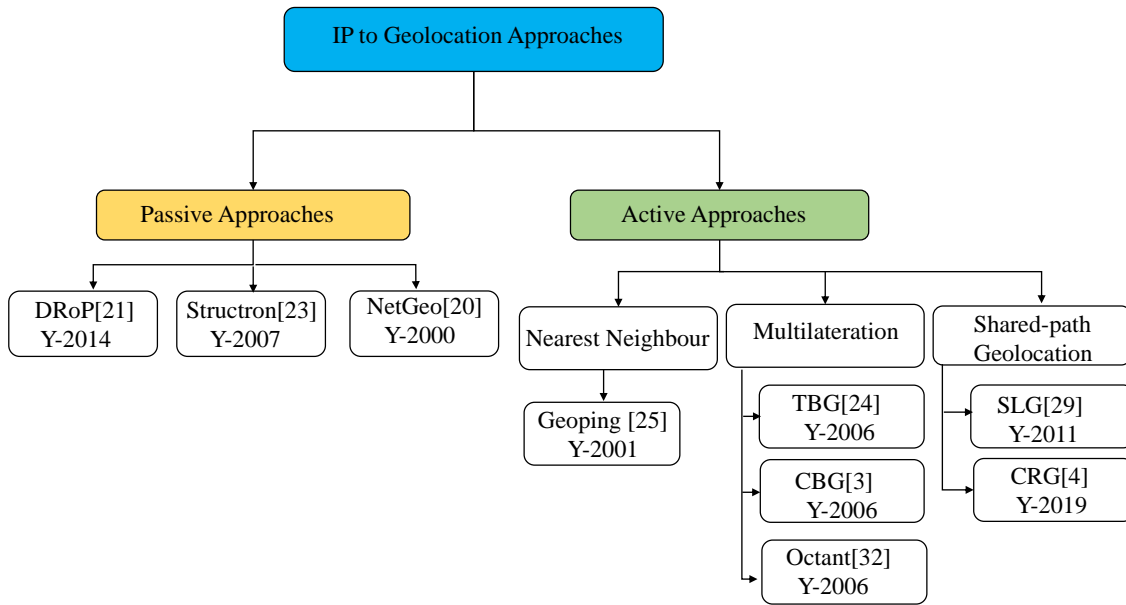 IP to Geolocation Approaches
Passive Approaches
Active Approaches
DRoP[21]
Y-2014
Structron[23]
Y-2007
NetGeo[20]
Y-2000
Nearest Neighbour
Multilateration
Shared-path
Geolocation
Geoping [25]
Y-2001
TBG[24]
Y-2006
CBG[3]
Y-2006
Octant[32]
Y-2006
SLG[29]
Y-2011
CRG[4]
Y-2019